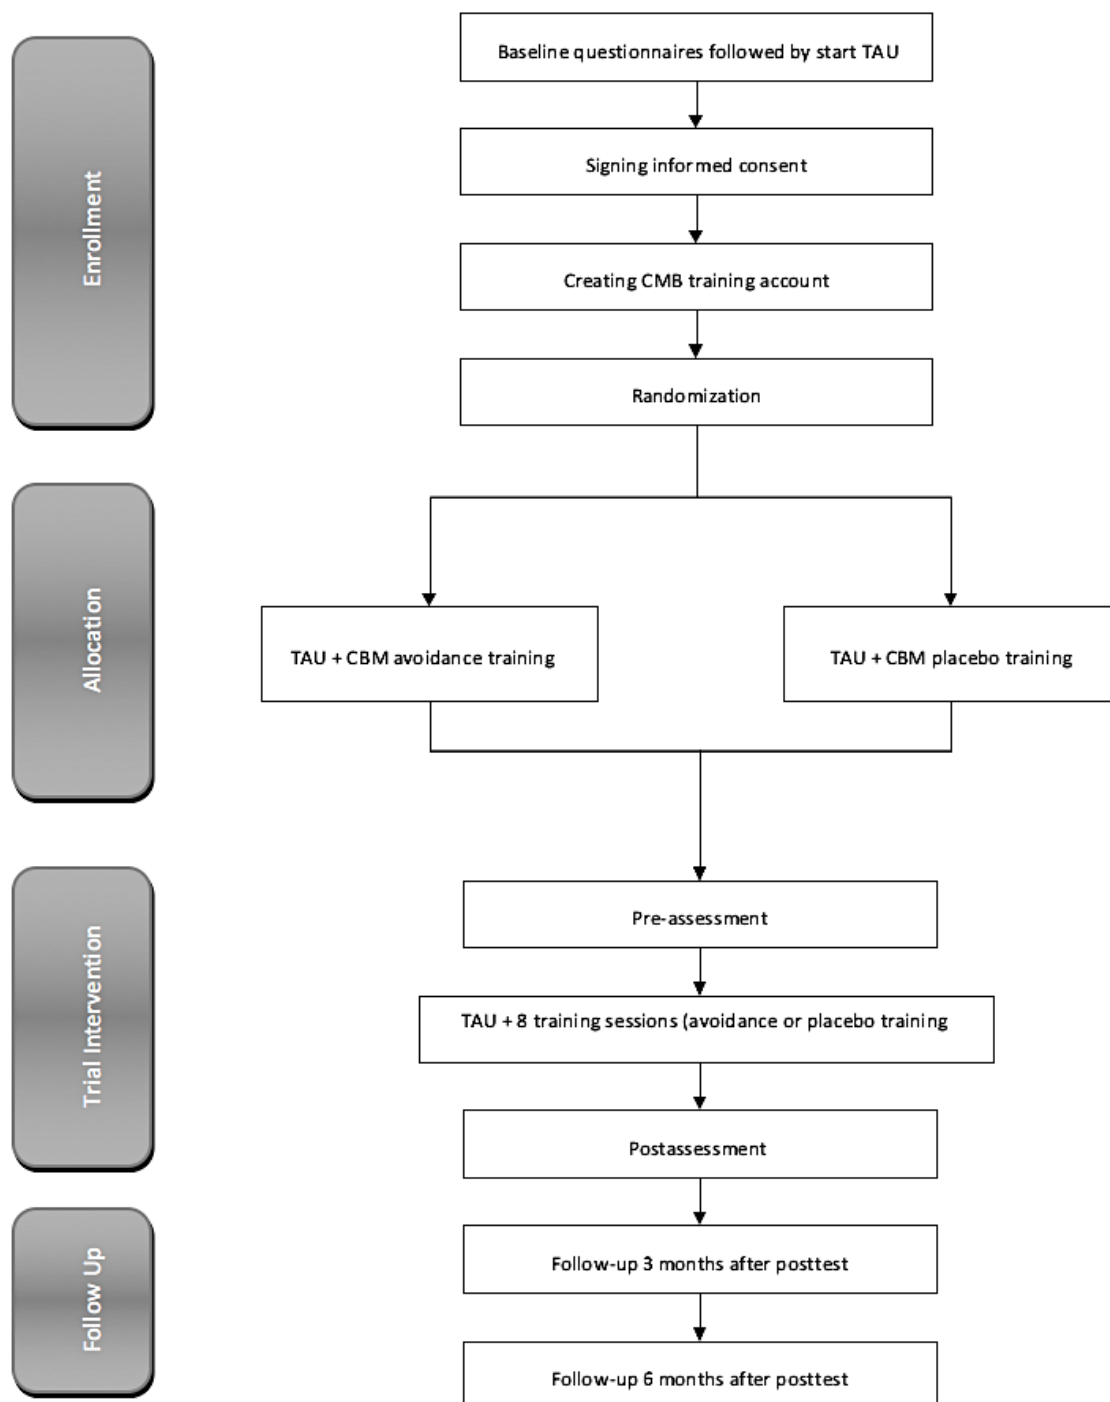 Enrollment
Baseline questionnaires followed by start TAU
Signing informed consent
Creating CMB training account
Randomization
Allocation
TAU + CBM avoidance training
TAU + CBM placebo training
Trial Intervention
Pre-assessment
TAU + 8 training sessions (avoidance or placebo training
Postassessment
Follow Up
Follow-up 3 months after posttest
Follow-up 6 months after posttest